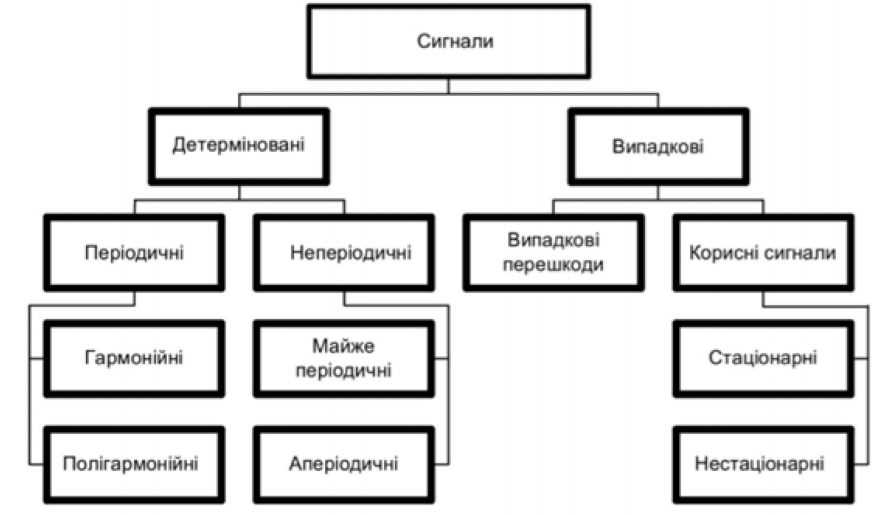 Сигнали
Детерміновані
Випадкові
Періодичні
Неперіодичні
Випадкові
перешкоди
Корисні сигнали
Гармонійні
Майже
періодичні
Стаціонарні
Полігармонійні
Аперіодичні
Нестаціонарні